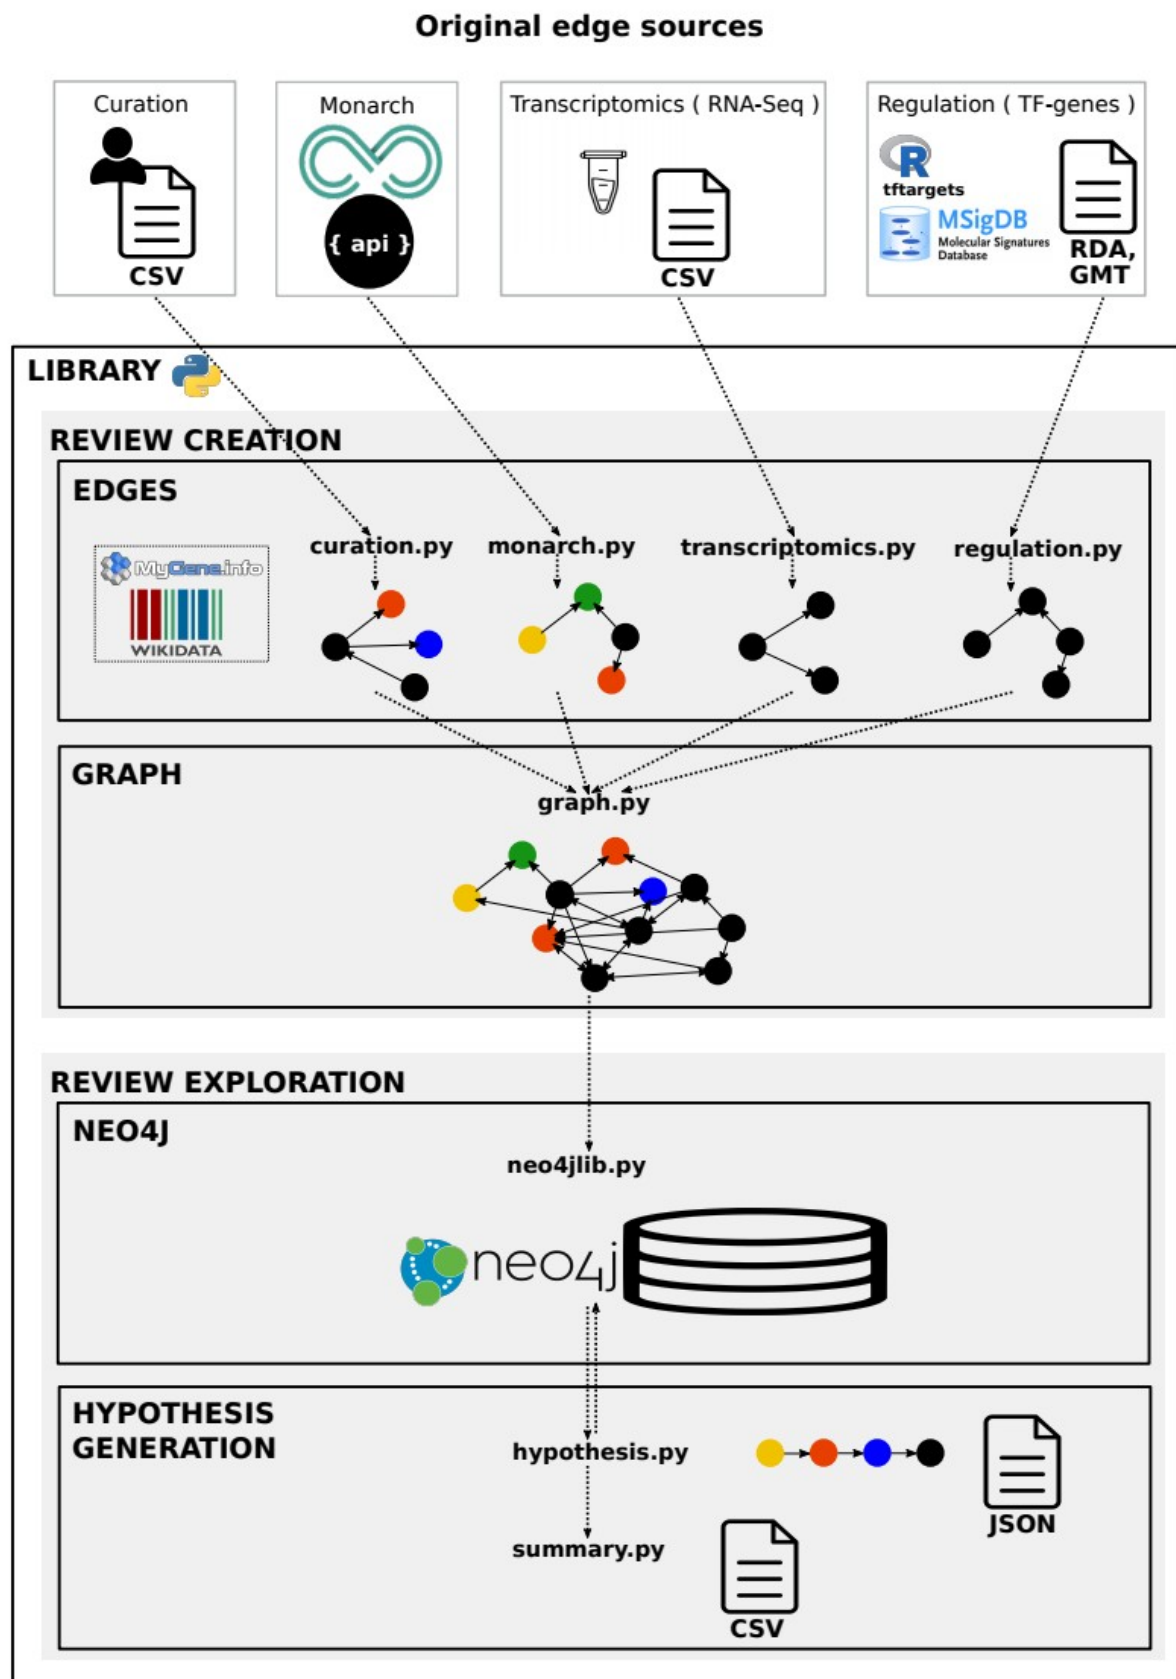 Original edge sources
Curation
CSV
Monarch
{ api }
Transcriptomics ( RNA-Seq )
CSV
Regulation ( TF-genes )
R
tftargets
MSigDB
Molecular Signatures
Database
RDA,
GMT
LIBRARY
REVIEW CREATION
EDGES
MyGene.info
WIKIDATA
curation.py
monarch.py
transcriptomics.py
regulation.py
GRAPH
graph.py
REVIEW EXPLORATION
NEO4J
neo4jlib.py
neo4j
HYPOTHESIS
GENERATION
hypothesis.py
JSON
summary.py
CSV